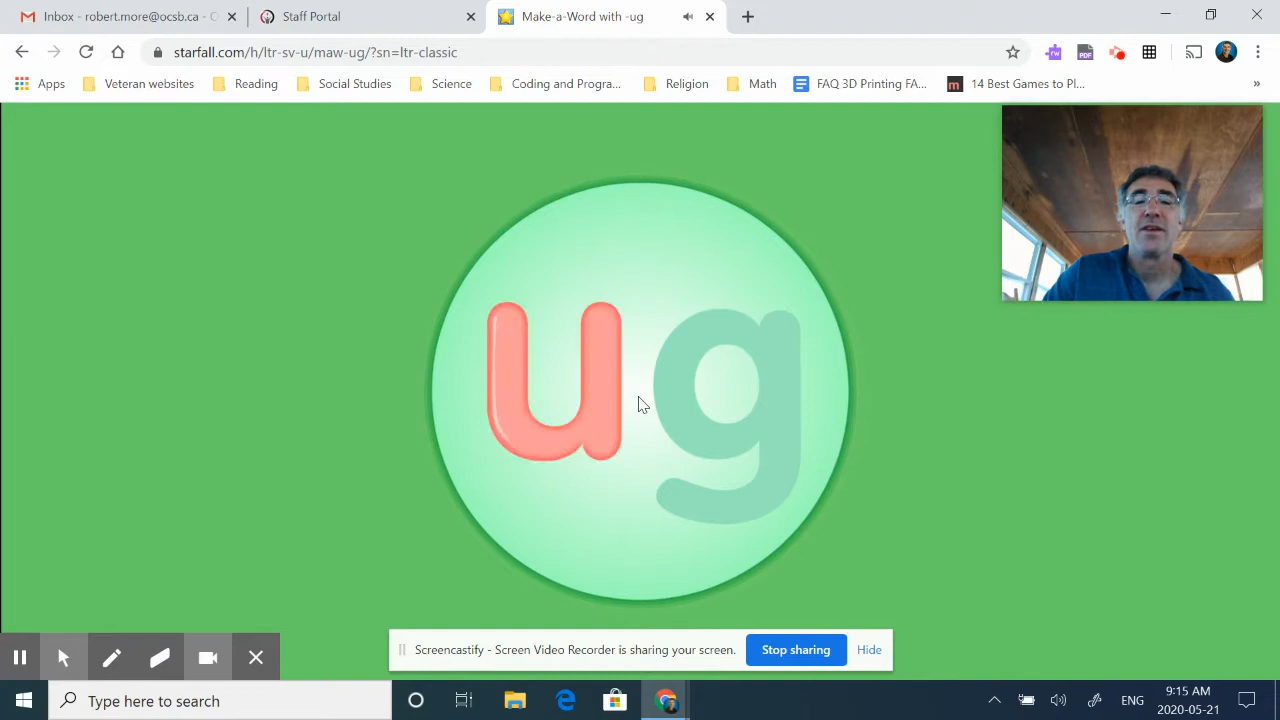 Inbox - robert.more@ocsb.ca - O
Staff Portal
Make-a-Word with -ug
starfall.com/h/ltr-sv-u/maw-ug/?sn=ltr-classic
Apps
Veteran websites
Reading
Social Studies
Science
Coding and Progra...
Religion
Math
FAQ 3D Printing FA...
14 Best Games to Pl...
»
ug
Screencastify - Screen Video Recorder is sharing your screen.
Stop sharing
Hide
Type here to search
ENG
9:15 AM
2020-05-21